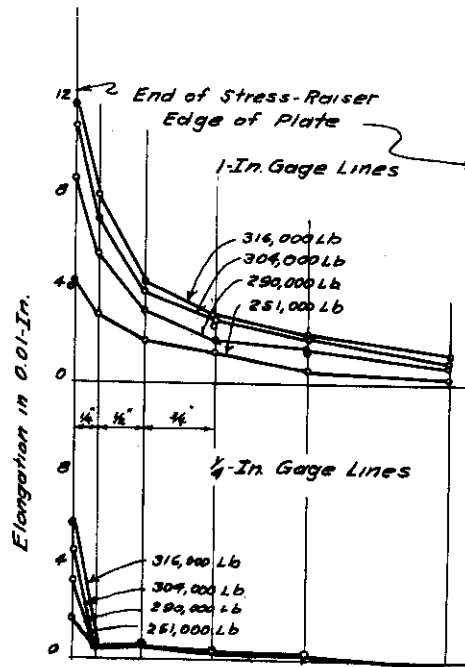 12
End of Stress-Raiser
Edge of Plate
1-In. Gage Lines
8
316,000 Lb
304,000 Lb
290,000 Lb
251,000 Lb
4
0
Elongation in 0.01-In.
1/4" 1/2" 3/4"
1/4-In. Gage Lines
8
4
316,000 Lb
304,000 Lb
290,000 Lb
251,000 Lb
0